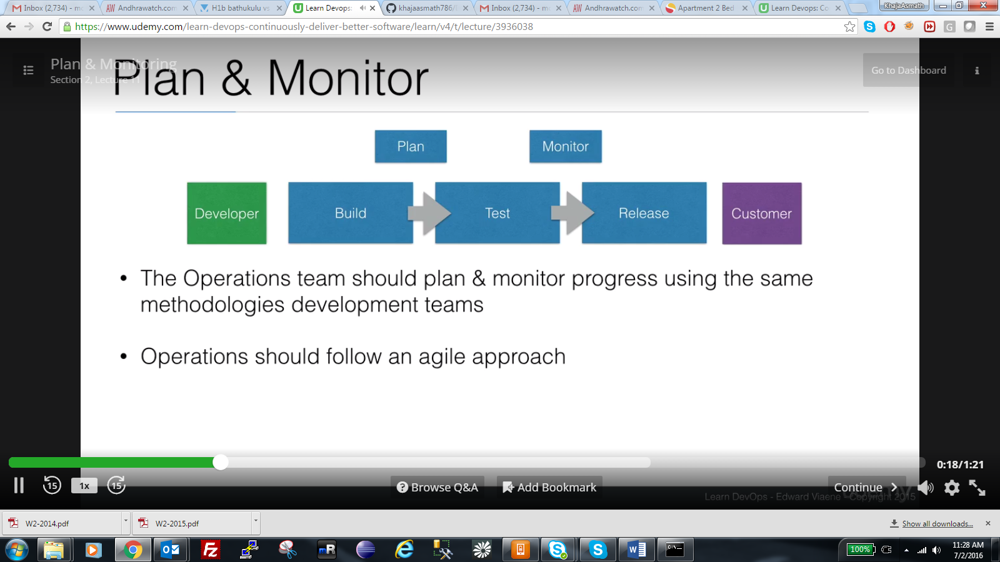 Inbox (2,734) - mo
Andhrawatch.com
H1b bathukulu vs
Learn Devops:
khajaasmath786/
Inbox (2,734) - mo
Andhrawatch.com
Apartment 2 Bed
Learn Devops: Co
KhajaAsmath
https://www.udemy.com/learn-devops-continuously-deliver-better-software/learn/v4/t/lecture/3936038
Plan & Monitoring
Section 2, Lecture 11
Go to Dashboard
Plan & Monitor
Plan
Monitor
Developer
Build
Test
Release
Customer
• The Operations team should plan & monitor progress using the same
methodologies development teams
• Operations should follow an agile approach
0:18/1:21
15
1x
15
Browse Q&A
Add Bookmark
Continue
Learn DevOps - Edward Viaene - Copyright 2015
W2-2014.pdf
W2-2015.pdf
Show all downloads...
100%
11:28 AM
7/2/2016